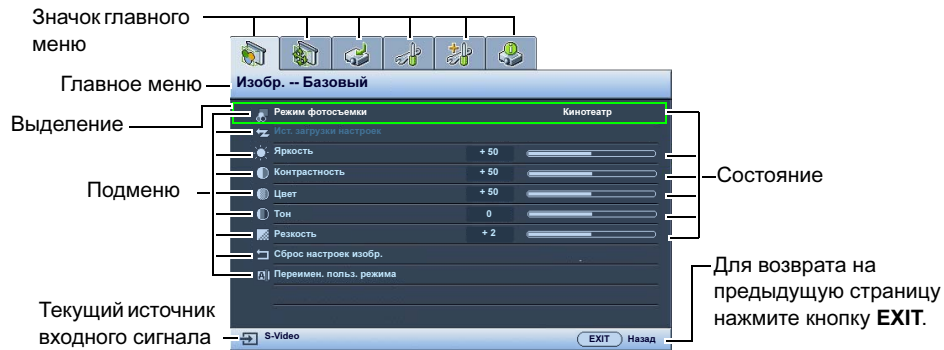 Значок главного
меню
Главное меню
Изобр. -- Базовый
Выделение
Режим фотосъемки Кинотеатр
Ист. загрузки настроек
Яркость + 50
Контрастность + 50
Подменю
Состояние
Цвет + 50
Тон 0
Резкость + 2
Сброс настроек изобр.
Переимен. польз. режима
Для возврата на
предыдущую страницу
нажмите кнопку EXIT.
Текущий источник
входного сигнала
S-Video EXIT Назад